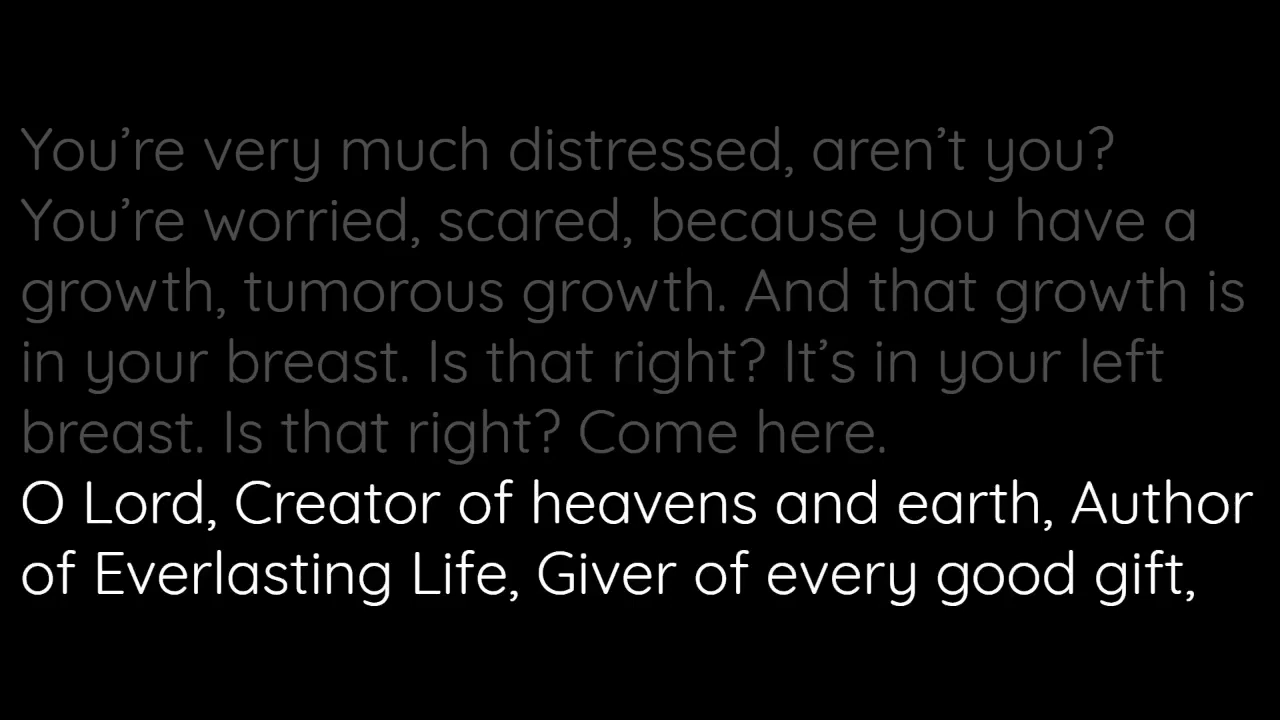 You’re very much distressed, aren’t you?
You’re worried, scared, because you have a
growth, tumorous growth. And that growth is
in your breast. Is that right? It’s in your left
breast. Is that right? Come here.
O Lord, Creator of heavens and earth, Author
of Everlasting Life, Giver of every good gift,